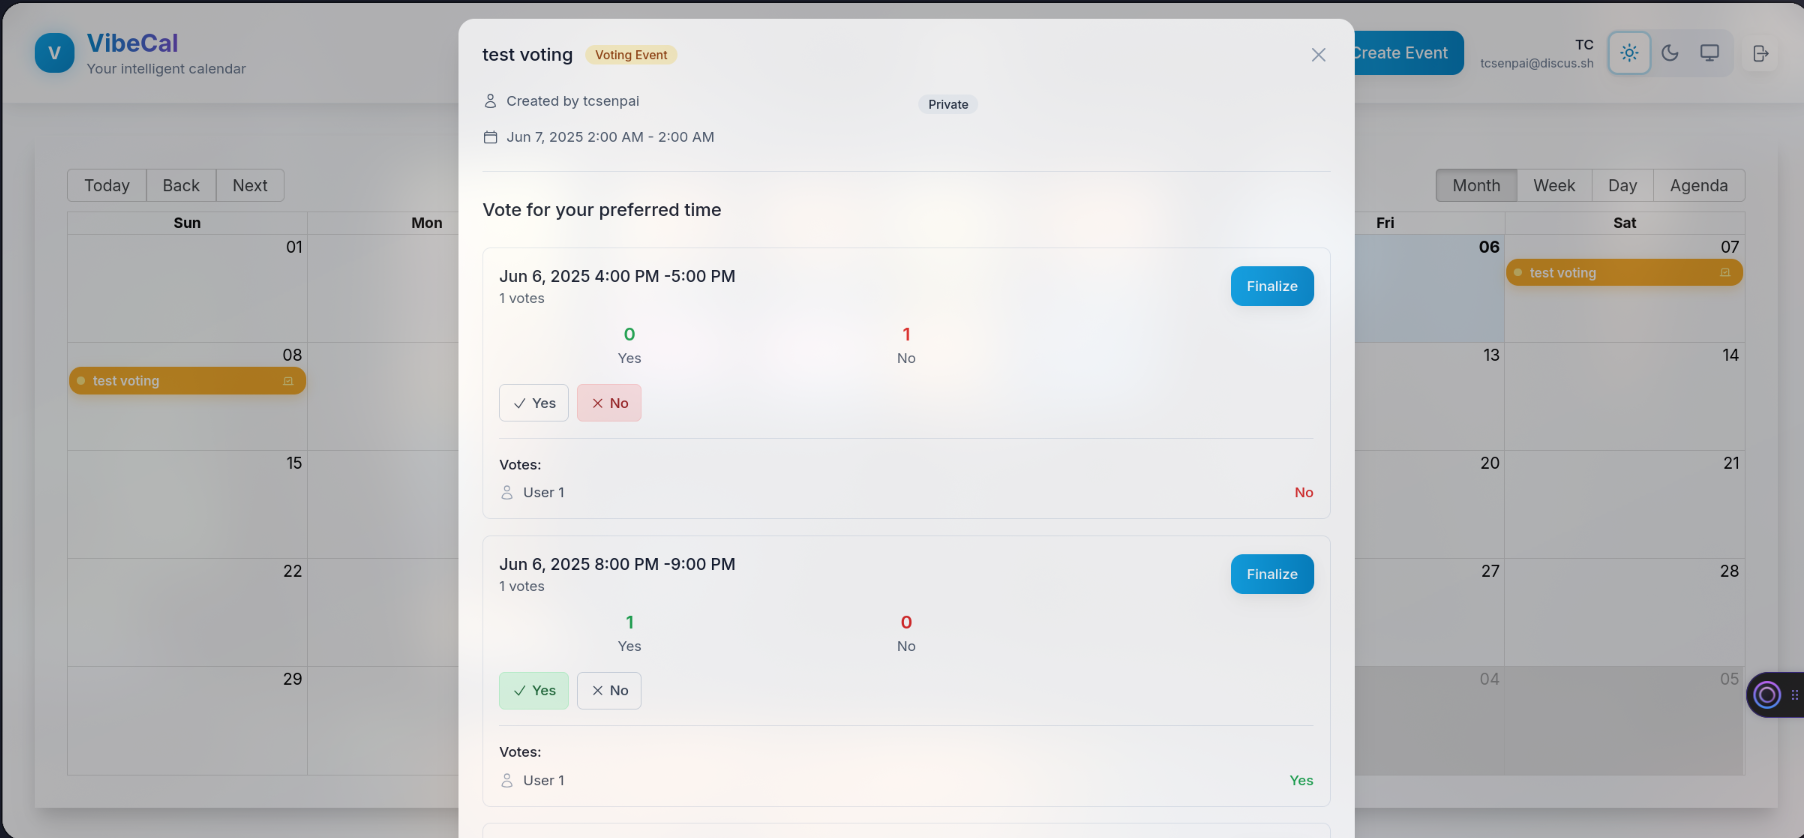 V
VibeCal
Your intelligent calendar
Create Event
TC
tcsenpai@discus.sh
test voting
Voting Event
Created by tcsenpai
Private
Jun 7, 2025 2:00 AM - 2:00 AM
Vote for your preferred time
Jun 6, 2025 4:00 PM -5:00 PM
1 votes
Finalize
0
1
Yes
No
Yes
No
Votes:
User 1
No
Jun 6, 2025 8:00 PM -9:00 PM
1 votes
Finalize
1
0
Yes
No
Yes
No
Votes:
User 1
Yes
Today
Back
Next
Month
Week
Day
Agenda
Sun
Mon
Fri
Sat
01
06
07
test voting
08
13
14
test voting
15
20
21
22
27
28
29
04
05